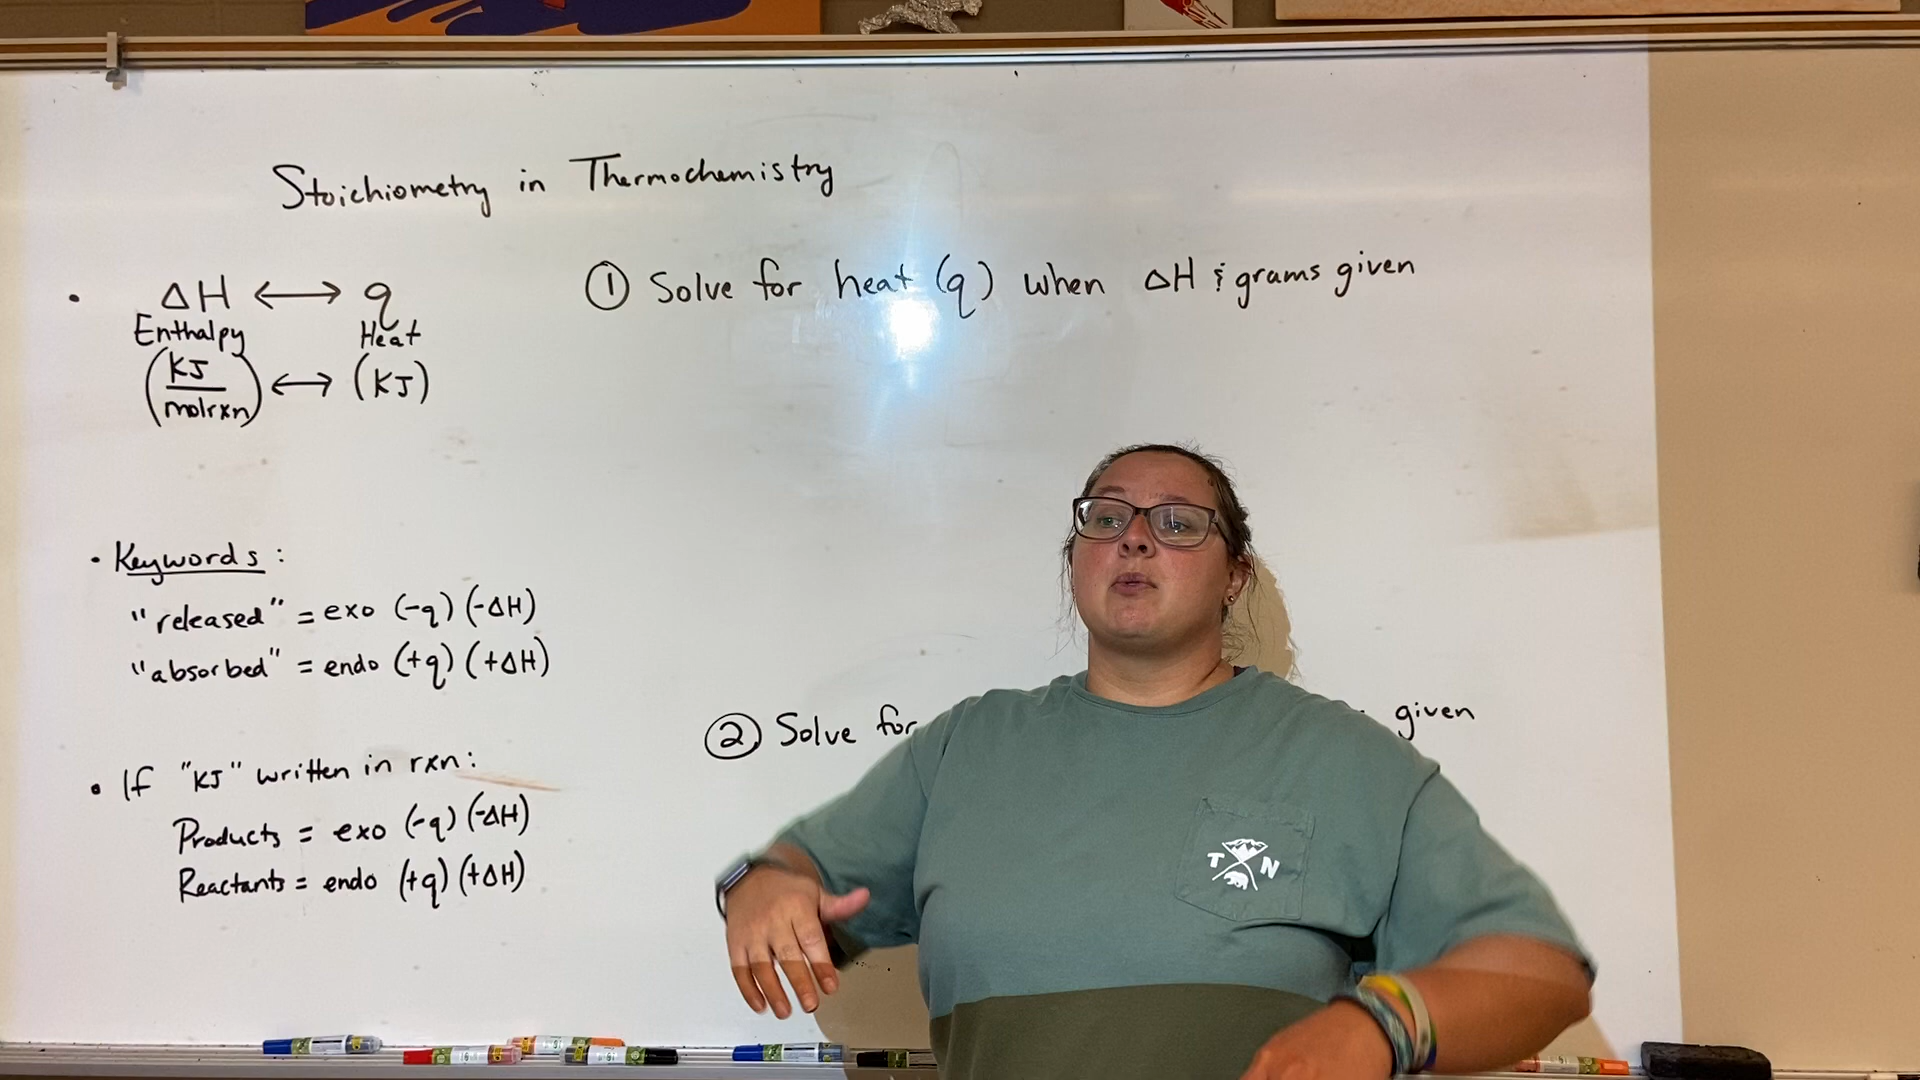 Stoichiometry in Thermochemistry
• ΔH ⟷ q
Enthalpy Heat
(KJ/molrxn) ⟷ (KJ)
• Keywords:
"released" = exo (-q) (-ΔH)
"absorbed" = endo (+q) (+ΔH)
• If "KJ" written in rxn:
Products = exo (-q) (-ΔH)
Reactants = endo (+q) (+ΔH)
① Solve for heat (q) when ΔH & grams given
② Solve for given
T N